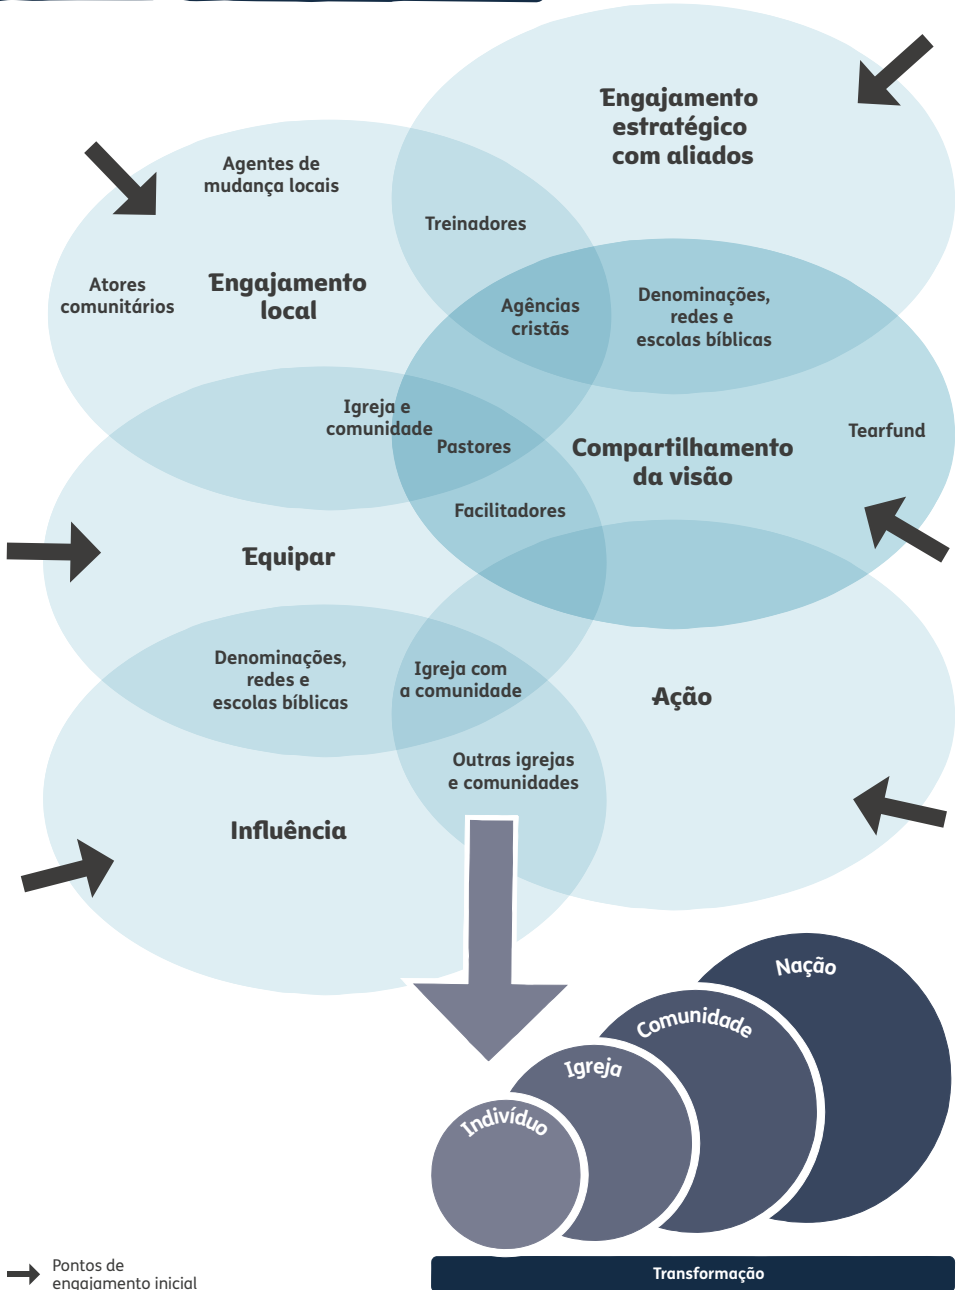 Engajamento
estratégico
com aliados
Agentes de
mudança locais
Treinadores
Atores
comunitários
Engajamento
local
Agências
cristãs
Denominações,
redes e
escolas bíblicas
Igreja e
comunidade
Pastores
Compartilhamento
da visão
Tearfund
Facilitadores
Equipar
Denominações,
redes e
escolas bíblicas
Igreja com
a comunidade
Ação
Outras igrejas
e comunidades
Influência
Nação
Comunidade
Igreja
Indivíduo
Pontos de
engajamento inicial
Transformação